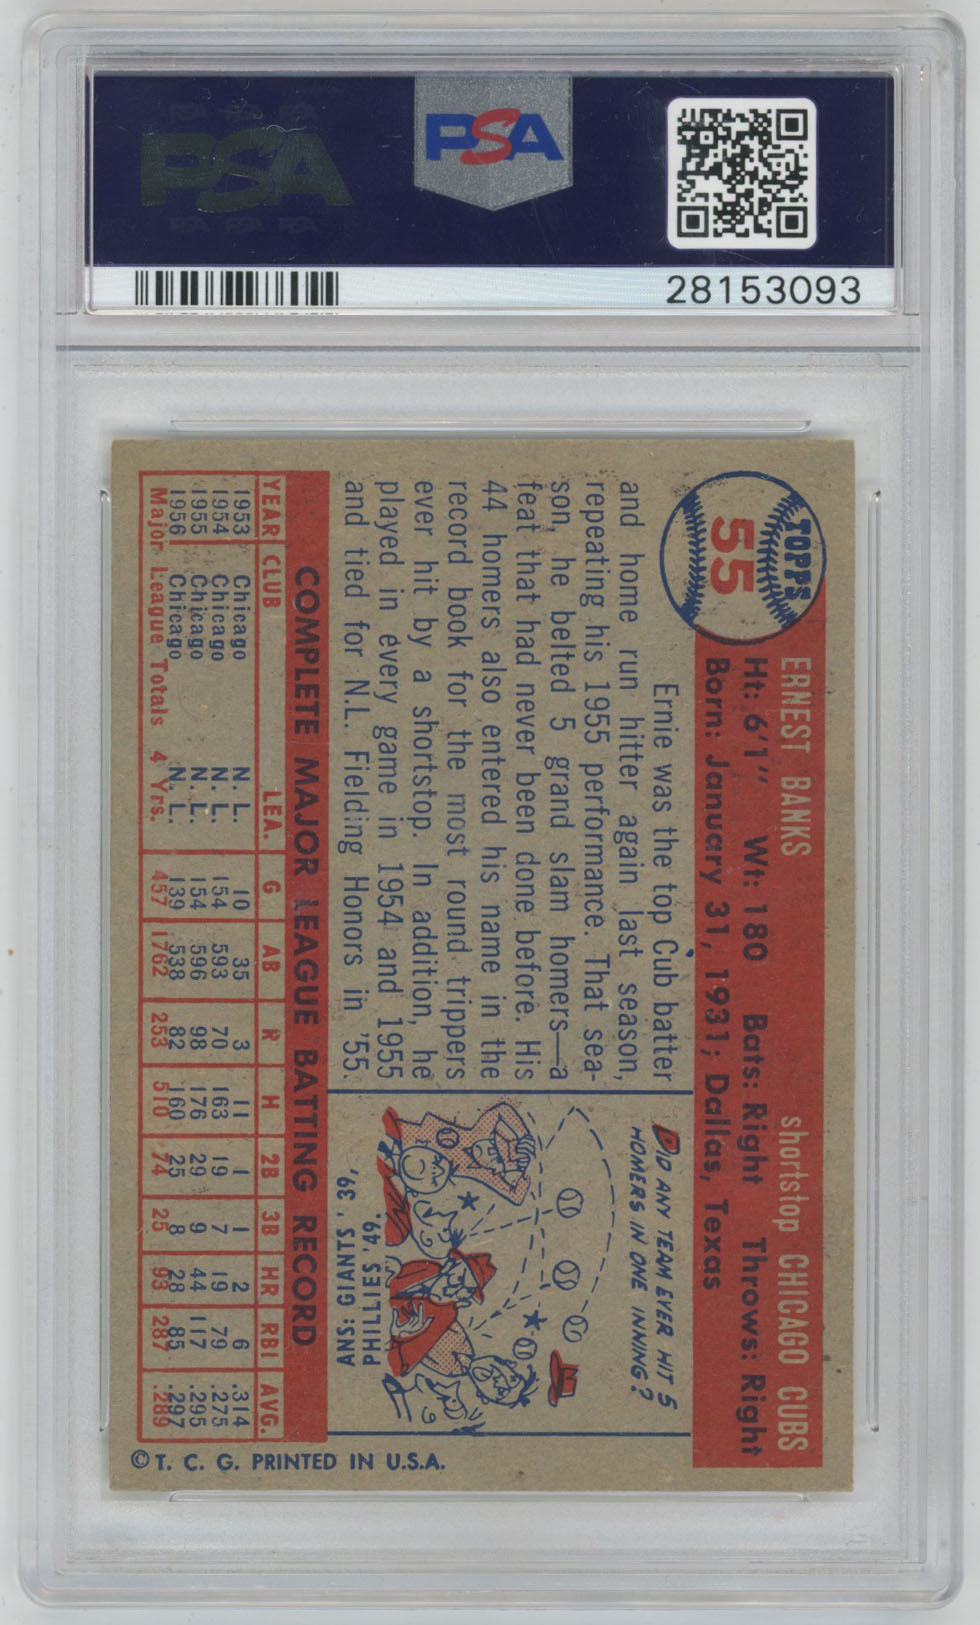 PSA
28153093
TOPPS
55
ERNEST BANKS shortstop CHICAGO CUBS
Ht: 6'1" Wt: 180 Bats: Right Throws: Right
Born: January 31, 1931; Dallas, Texas
Ernie was the top Cub batter
and home run hitter again last season,
repeating his 1955 performance. That sea-
son, he belted 5 grand slam homers—a
feat that had never been done before. His
44 homers also entered his name in the
record book for the most round trippers
ever hit by a shortstop. In addition, he
played in every game in 1954 and 1955
and tied for N.L. Fielding Honors in '55.
DID ANY TEAM EVER HIT 5
HOMERS IN ONE INNING?
ANS: GIANTS '39,
PHILLIES '49.
COMPLETE MAJOR LEAGUE BATTING RECORD
YEAR CLUB LEA. G AB R H 2B 3B HR RBI AVG.
1953 Chicago N. L. 10 35 3 11 1 1 2 6 .314
1954 Chicago N. L. 154 593 70 163 19 7 19 79 .275
1955 Chicago N. L. 154 596 98 176 29 9 44 117 .295
1956 Chicago N. L. 139 538 82 160 25 8 28 85 .297
Major League Totals 4 Yrs. 457 1762 253 510 74 25 93 287 .289
© T. C. G. PRINTED IN U.S.A.